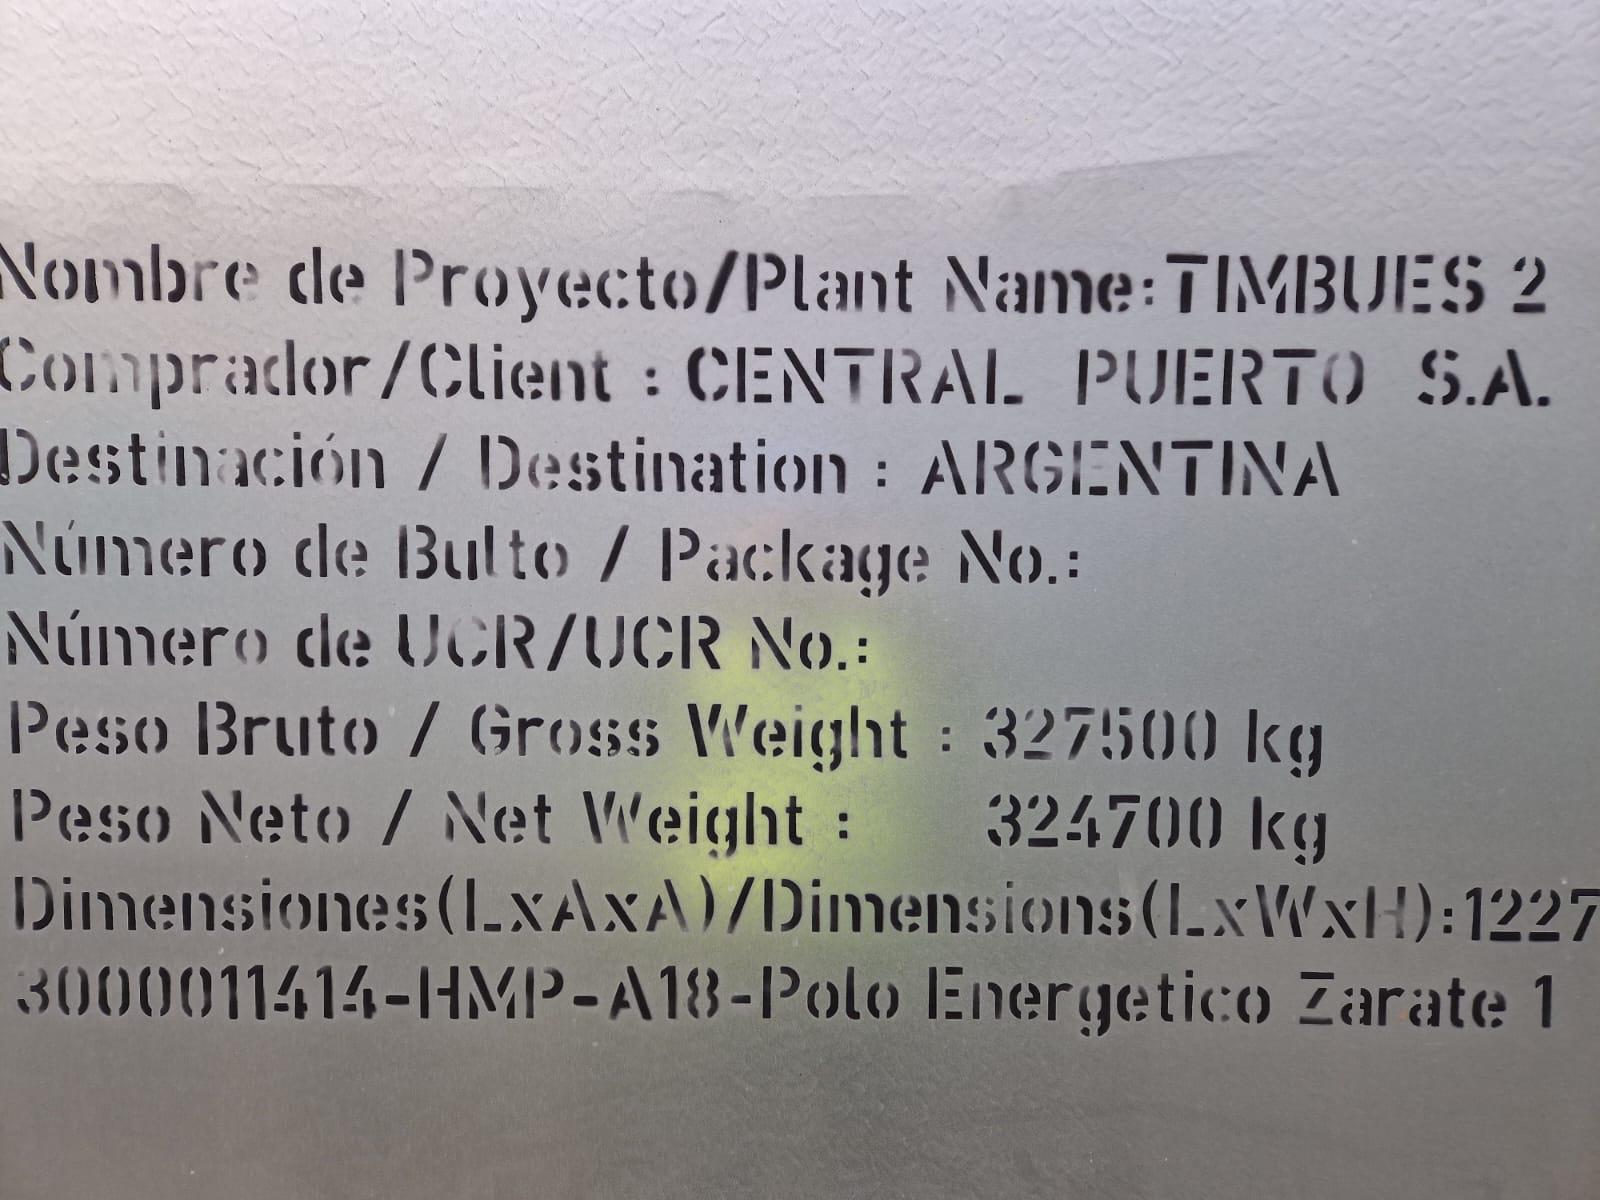 Nombre de Proyecto/Plant Name:TIMBUES 2
Comprador/Client : CENTRAL PUERTO S.A.
Destinación / Destination : ARGENTINA
Número de Bulto / Package No.:
Número de UCR/UCR No.:
Peso Bruto / Gross Weight : 327500 kg
Peso Neto / Net Weight : 324700 kg
Dimensiones(LxAxA)/Dimensions(LxWxH):1227
3000011414-HMP-A18-Polo Energetico Zarate 1